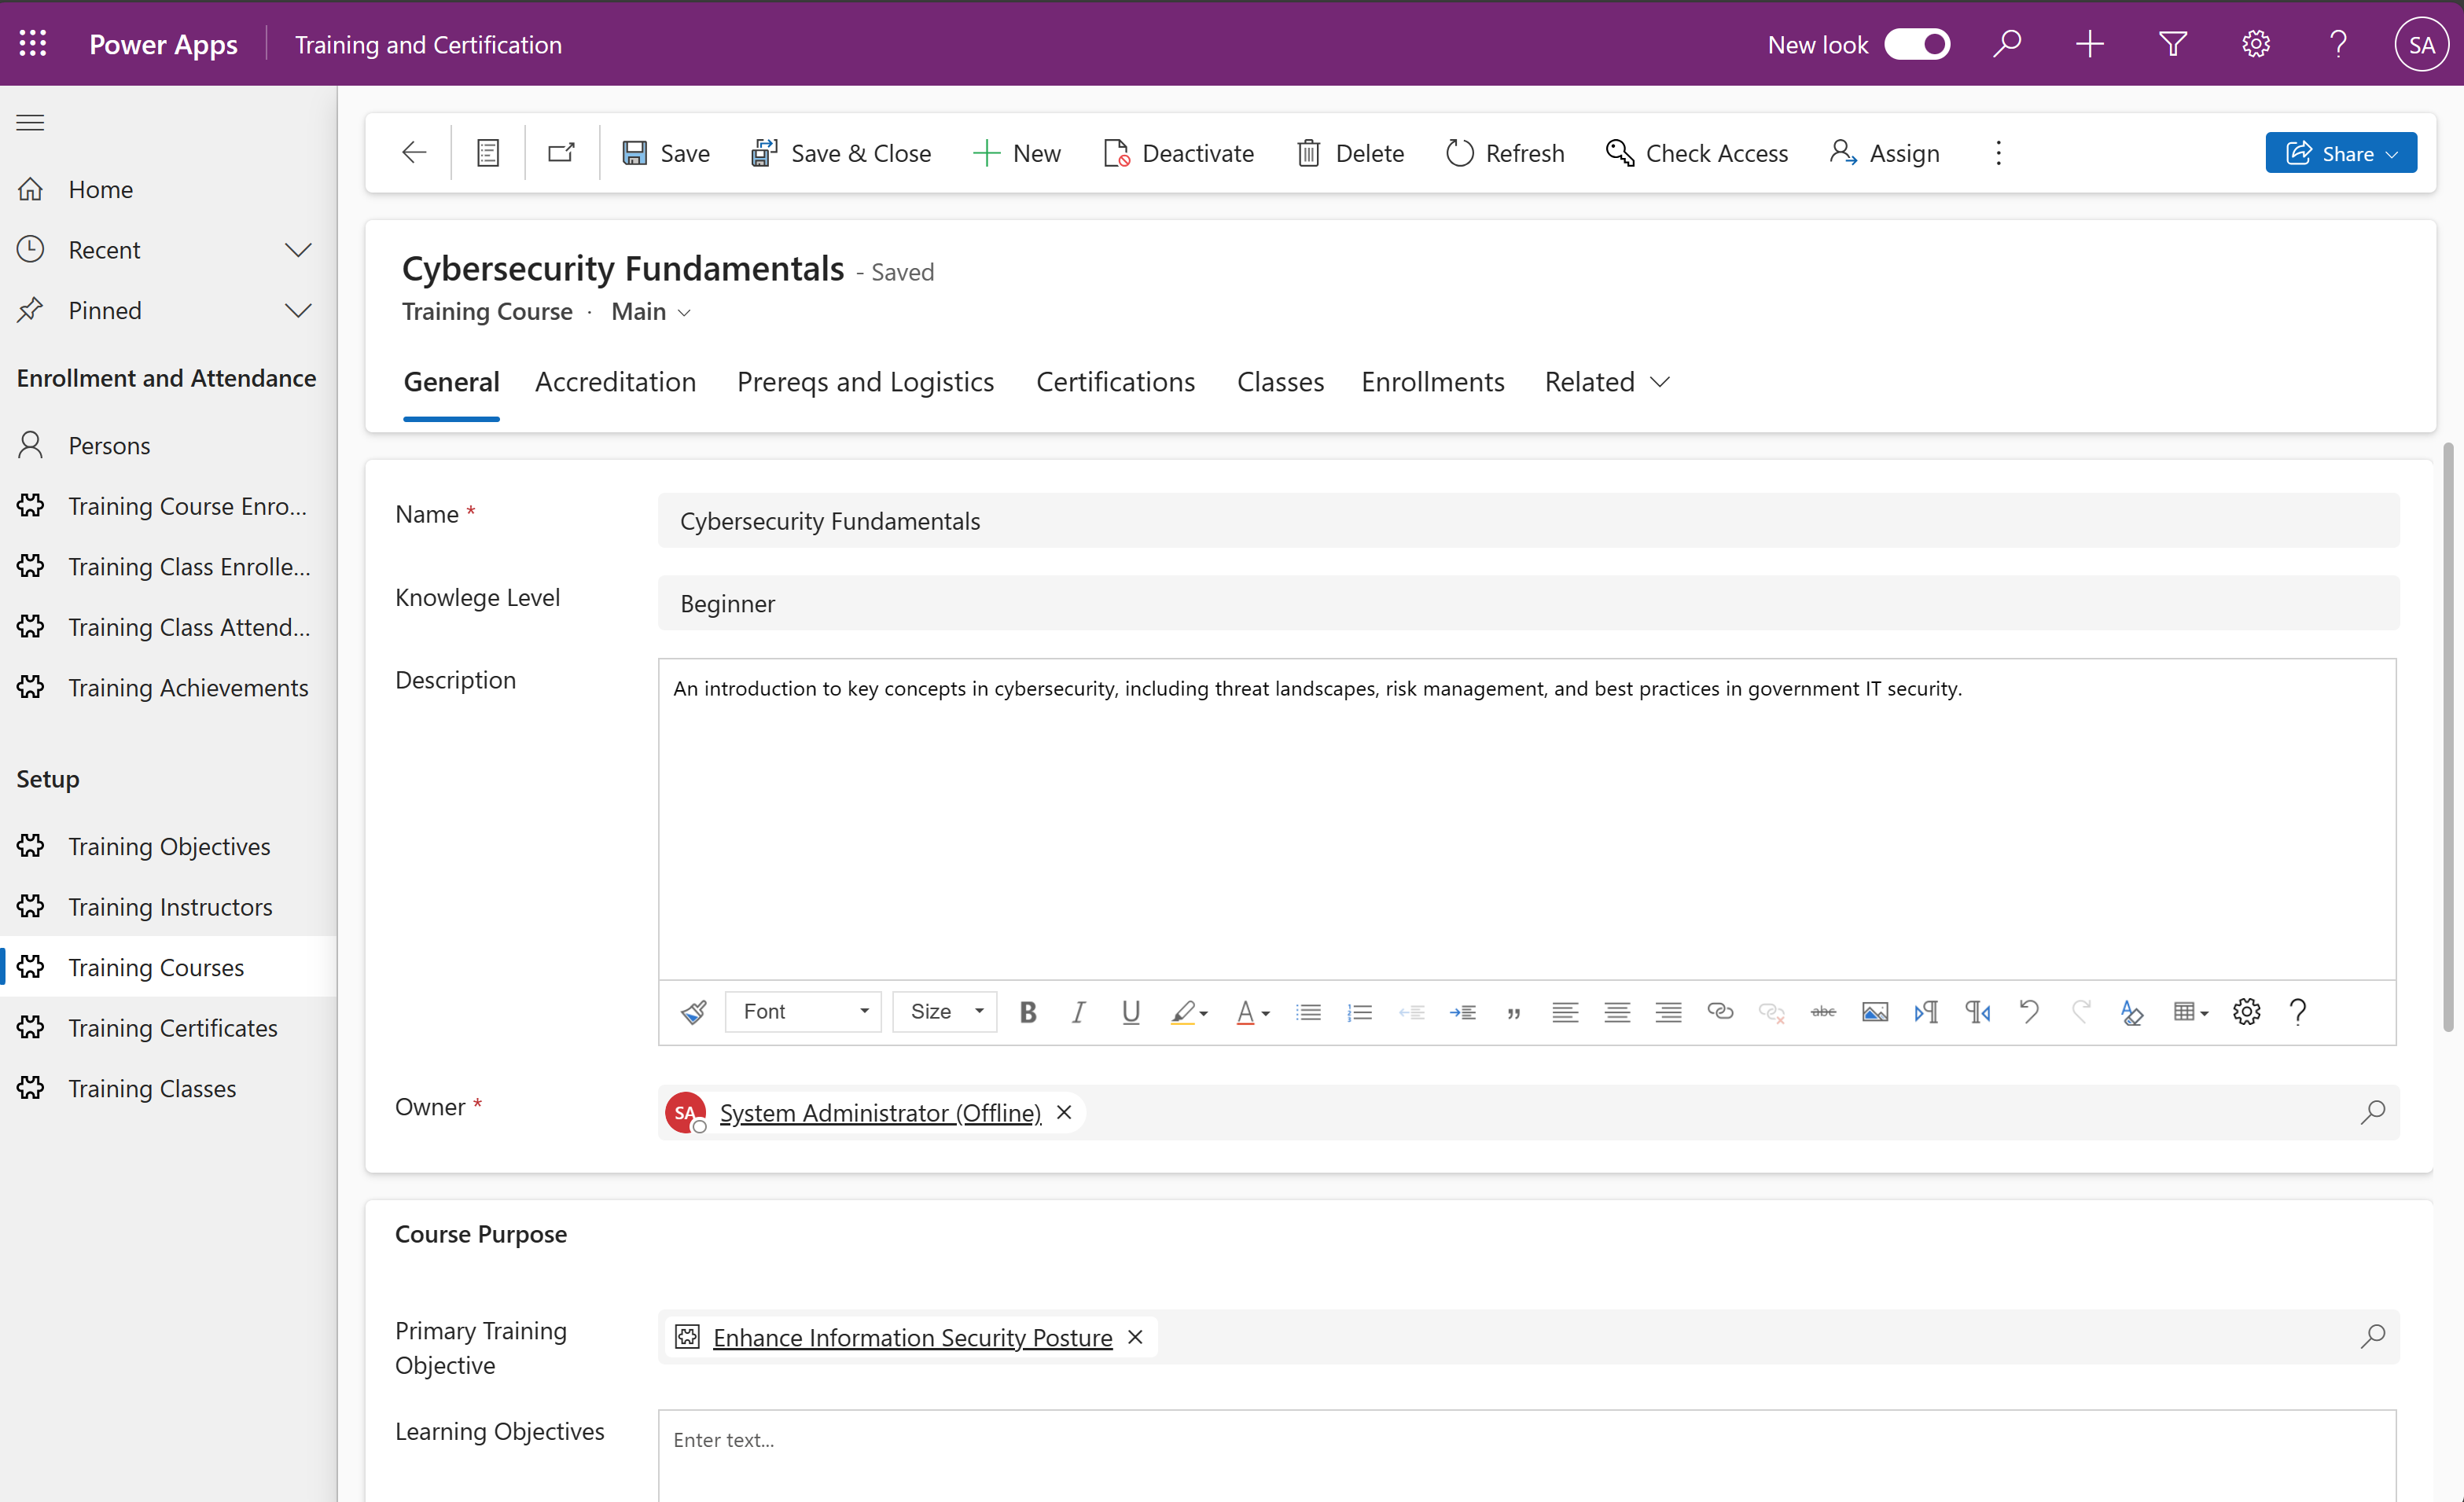 Power Apps
Training and Certification
New look
SA
Home
Recent
Pinned
Enrollment and Attendance
Persons
Training Course Enro...
Training Class Enrolle...
Training Class Attend...
Training Achievements
Setup
Training Objectives
Training Instructors
Training Courses
Training Certificates
Training Classes
Save
Save & Close
New
Deactivate
Delete
Refresh
Check Access
Assign
Share
Cybersecurity Fundamentals - Saved
Training Course · Main
General Accreditation Prereqs and Logistics Certifications Classes Enrollments Related
Name *
Cybersecurity Fundamentals
Knowlege Level
Beginner
Description
An introduction to key concepts in cybersecurity, including threat landscapes, risk management, and best practices in government IT security.
Font Size B I U A abc ?
Owner *
SA System Administrator (Offline)
Course Purpose
Primary Training
Objective
Enhance Information Security Posture
Learning Objectives
Enter text...